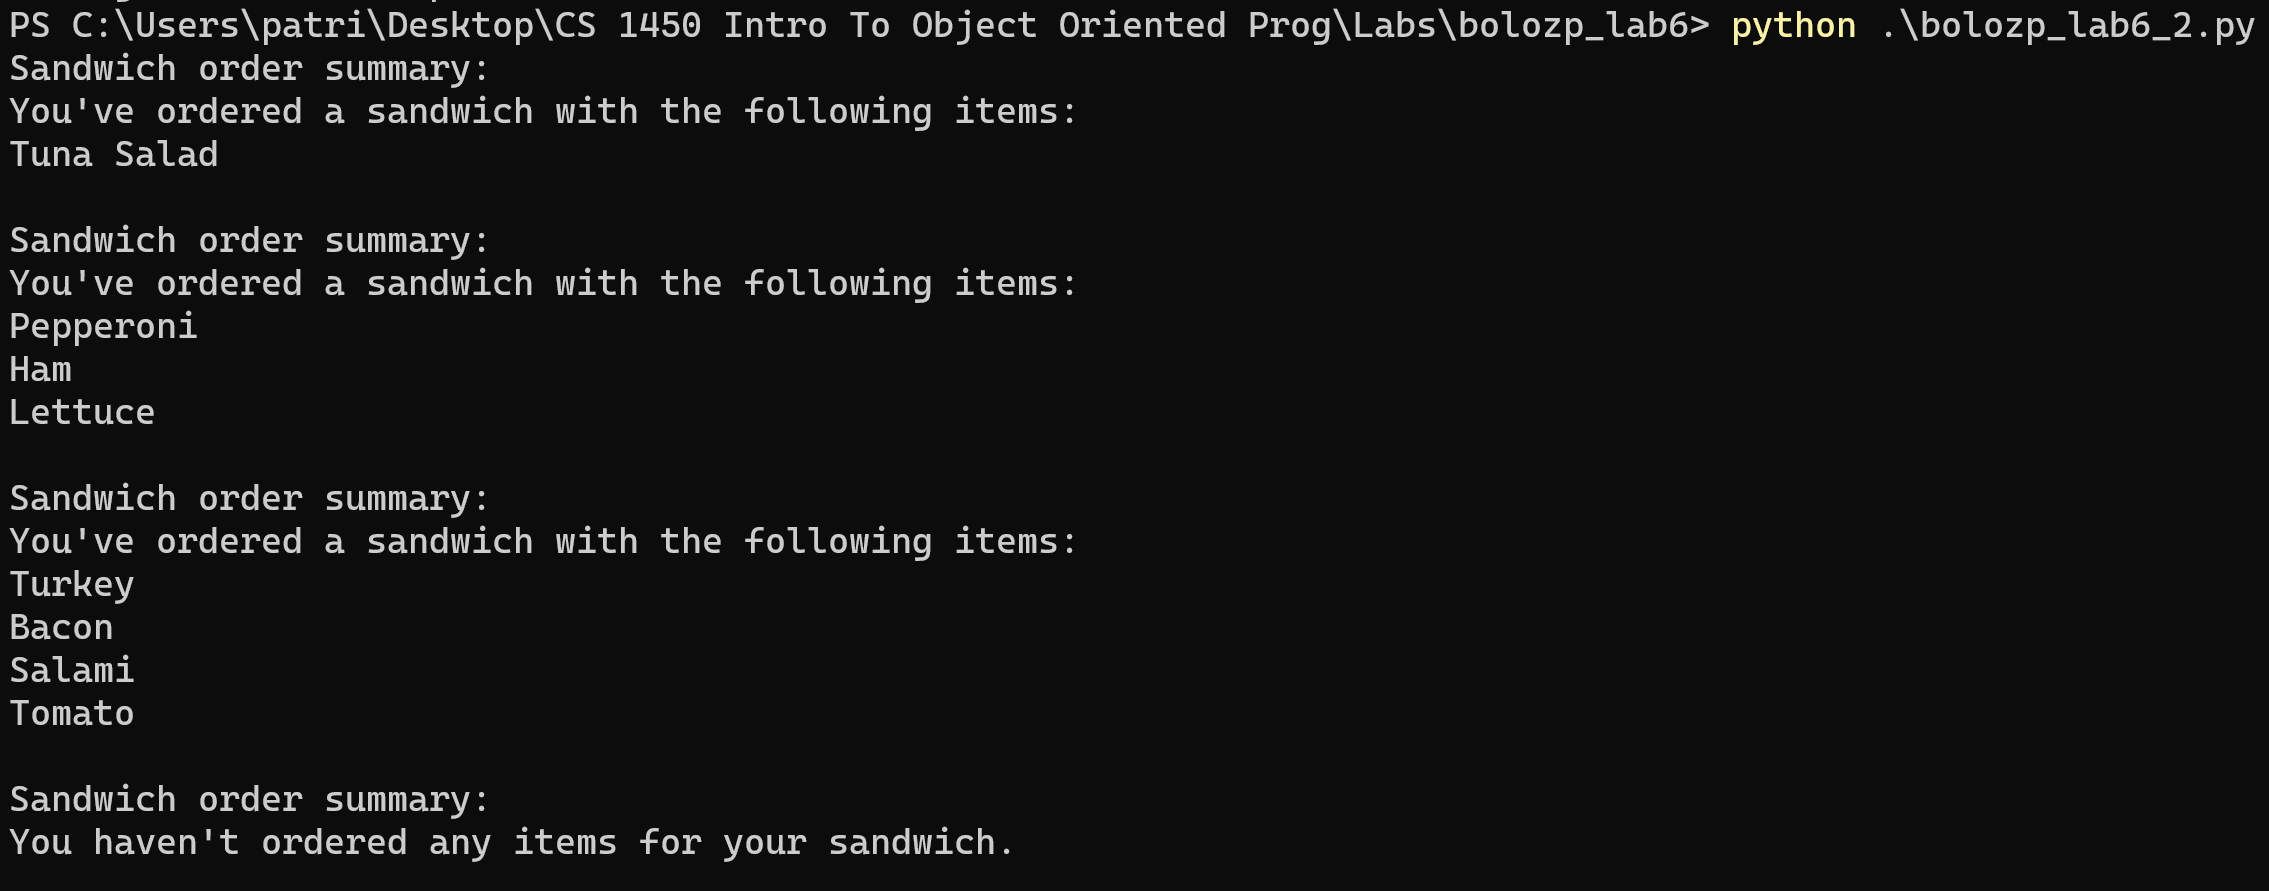 PS C:\Users\patri\Desktop\CS 1450 Intro To Object Oriented Prog\Labs\bolozp_lab6> python .\bolozp_lab6_2.py
Sandwich order summary:
You've ordered a sandwich with the following items:
Tuna Salad

Sandwich order summary:
You've ordered a sandwich with the following items:
Pepperoni
Ham
Lettuce

Sandwich order summary:
You've ordered a sandwich with the following items:
Turkey
Bacon
Salami
Tomato

Sandwich order summary:
You haven't ordered any items for your sandwich.